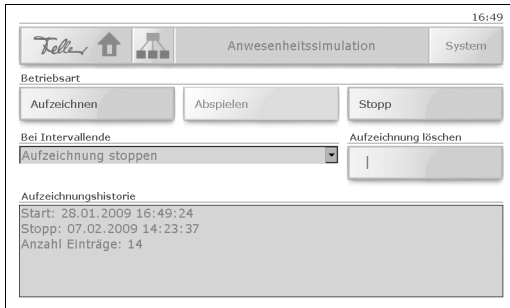 16:49
Feller Anwesenheitssimulation System
Betriebsart
Aufzeichnen Abspielen Stopp
Bei Intervallende Aufzeichnung löschen
Aufzeichnung stoppen
Aufzeichnungshistorie
Start: 28.01.2009 16:49:24
Stopp: 07.02.2009 14:23:37
Anzahl Einträge: 14